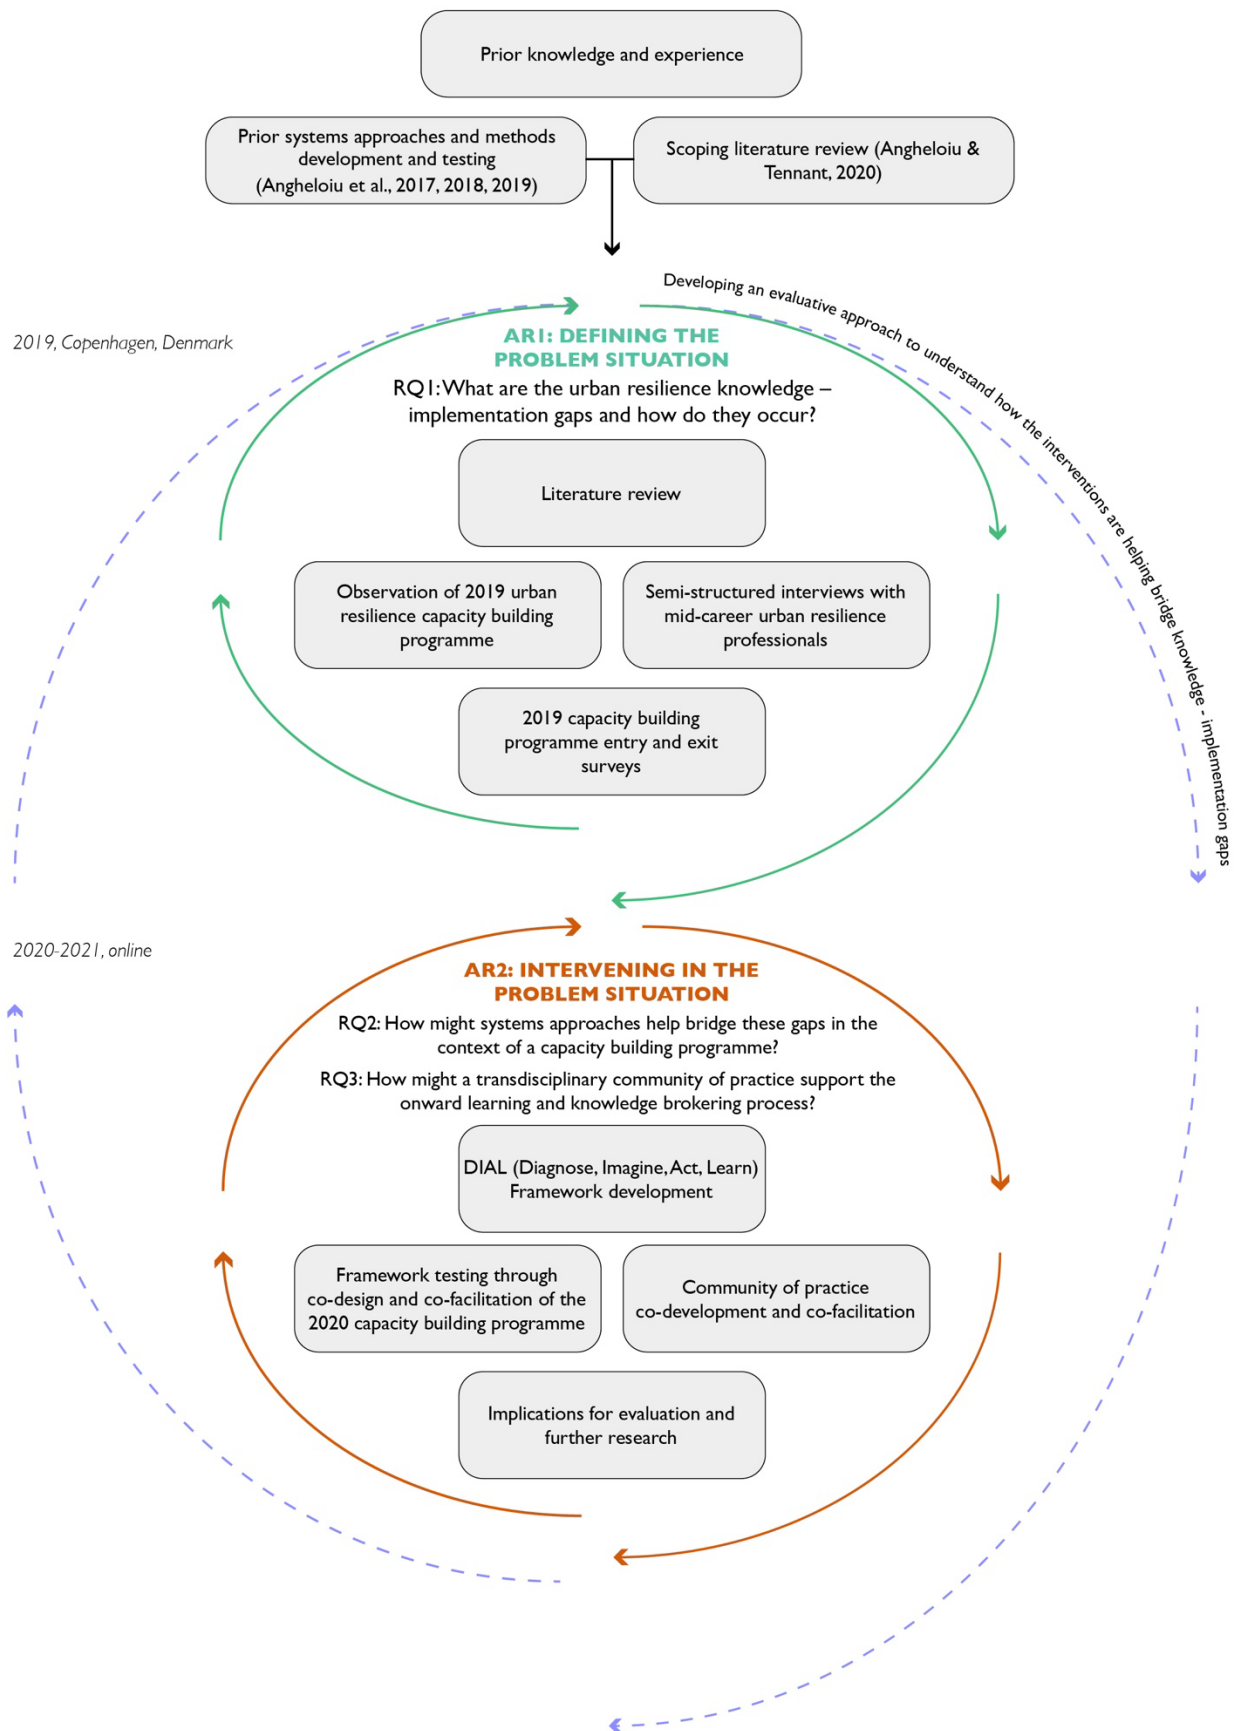 Prior knowledge and experience
Prior systems approaches and methods
development and testing
(Angheloiu et al., 2017, 2018, 2019)
Scoping literature review (Angheloiu &
Tennant, 2020)
Developing an evaluative approach to understand how the interventions are helping bridge knowledge - implementation gaps
2019, Copenhagen, Denmark
AR1: DEFINING THE
PROBLEM SITUATION
RQ1: What are the urban resilience knowledge –
implementation gaps and how do they occur?
Literature review
Observation of 2019 urban
resilience capacity building
programme
Semi-structured interviews with
mid-career urban resilience
professionals
2019 capacity building
programme entry and exit
surveys
2020-2021, online
AR2: INTERVENING IN THE
PROBLEM SITUATION
RQ2: How might systems approaches help bridge these gaps in the
context of a capacity building programme?
RQ3: How might a transdisciplinary community of practice support the
onward learning and knowledge brokering process?
DIAL (Diagnose, Imagine, Act, Learn)
Framework development
Framework testing through
co-design and co-facilitation of the
2020 capacity building programme
Community of practice
co-development and co-facilitation
Implications for evaluation and
further research